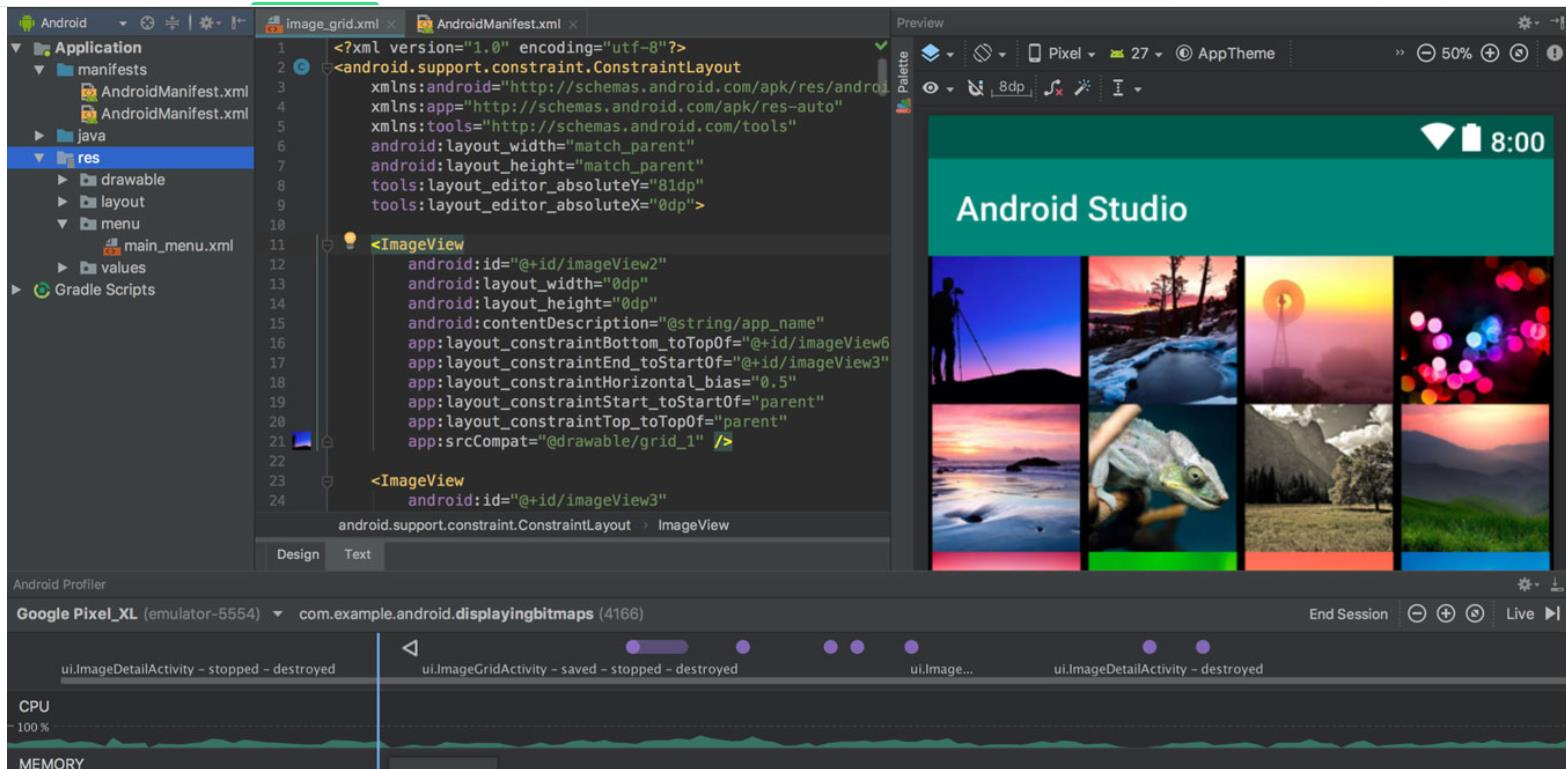 Android
image_grid.xml
AndroidManifest.xml
Preview
Application
manifests
AndroidManifest.xml
AndroidManifest.xml
java
res
drawable
layout
menu
main_menu.xml
values
Gradle Scripts
1 <?xml version="1.0" encoding="utf-8"?>
2 <android.support.constraint.ConstraintLayout
3 xmlns:android="http://schemas.android.com/apk/res/androi
4 xmlns:app="http://schemas.android.com/apk/res-auto"
5 xmlns:tools="http://schemas.android.com/tools"
6 android:layout_width="match_parent"
7 android:layout_height="match_parent"
8 tools:layout_editor_absoluteY="81dp"
9 tools:layout_editor_absoluteX="0dp">
10
11 <ImageView
12 android:id="@+id/imageView2"
13 android:layout_width="0dp"
14 android:layout_height="0dp"
15 android:contentDescription="@string/app_name"
16 app:layout_constraintBottom_toTopOf="@+id/imageView6
17 app:layout_constraintEnd_toStartOf="@+id/imageView3"
18 app:layout_constraintHorizontal_bias="0.5"
19 app:layout_constraintStart_toStartOf="parent"
20 app:layout_constraintTop_toTopOf="parent"
21 app:srcCompat="@drawable/grid_1" />
22
23 <ImageView
24 android:id="@+id/imageView3"
android.support.constraint.ConstraintLayout › ImageView
Design Text
Palette
Pixel 27 AppTheme » 50%
8dp
8:00
Android Studio
Android Profiler
Google Pixel_XL (emulator-5554) com.example.android.displayingbitmaps (4166) End Session Live
ui.ImageDetailActivity – stopped – destroyed ui.ImageGridActivity – saved – stopped – destroyed ui.Image... ui.ImageDetailActivity – destroyed
CPU
100 %
MEMORY